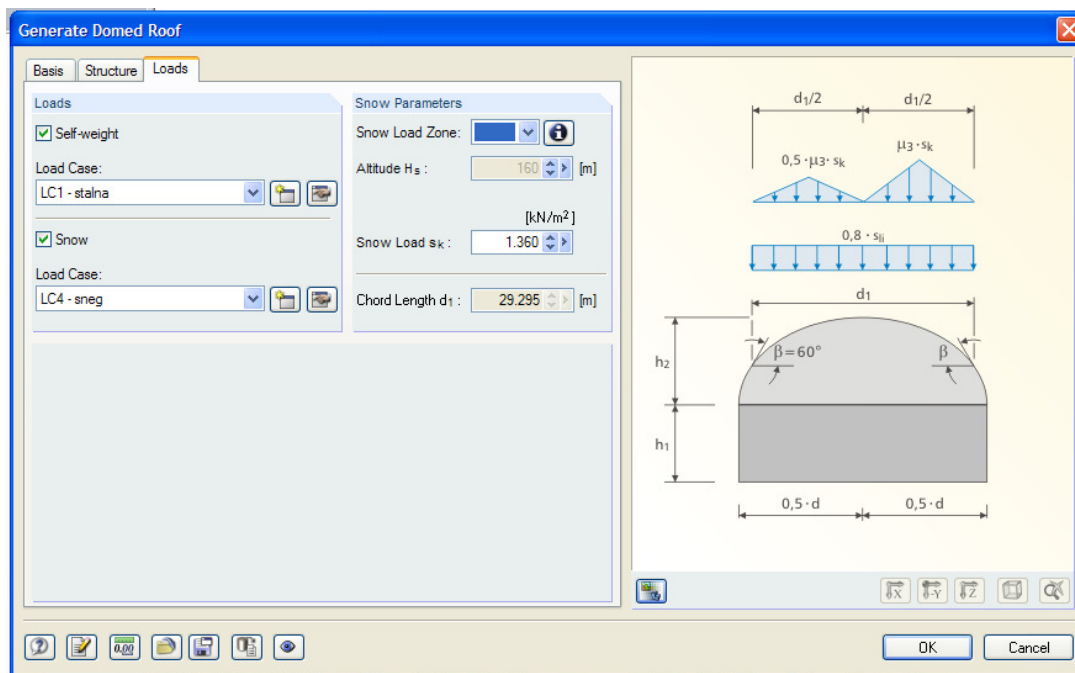 Generate Domed Roof
Basis
Structure
Loads
Loads
Self-weight
Load Case:
LC1 - stalna
Snow
Load Case:
LC4 - sneg
Snow Parameters
Snow Load Zone:
Altitude Hs :
160
[m]
[kN/m²]
Snow Load sk :
1.360
Chord Length d1 :
29.295
[m]
d1/2
d1/2
μ3·sk
0,5·μ3·sk
0,8·sli
d1
β=60°
β
h2
h1
0,5·d
0,5·d
X
-Y
Z
0.00
OK
Cancel